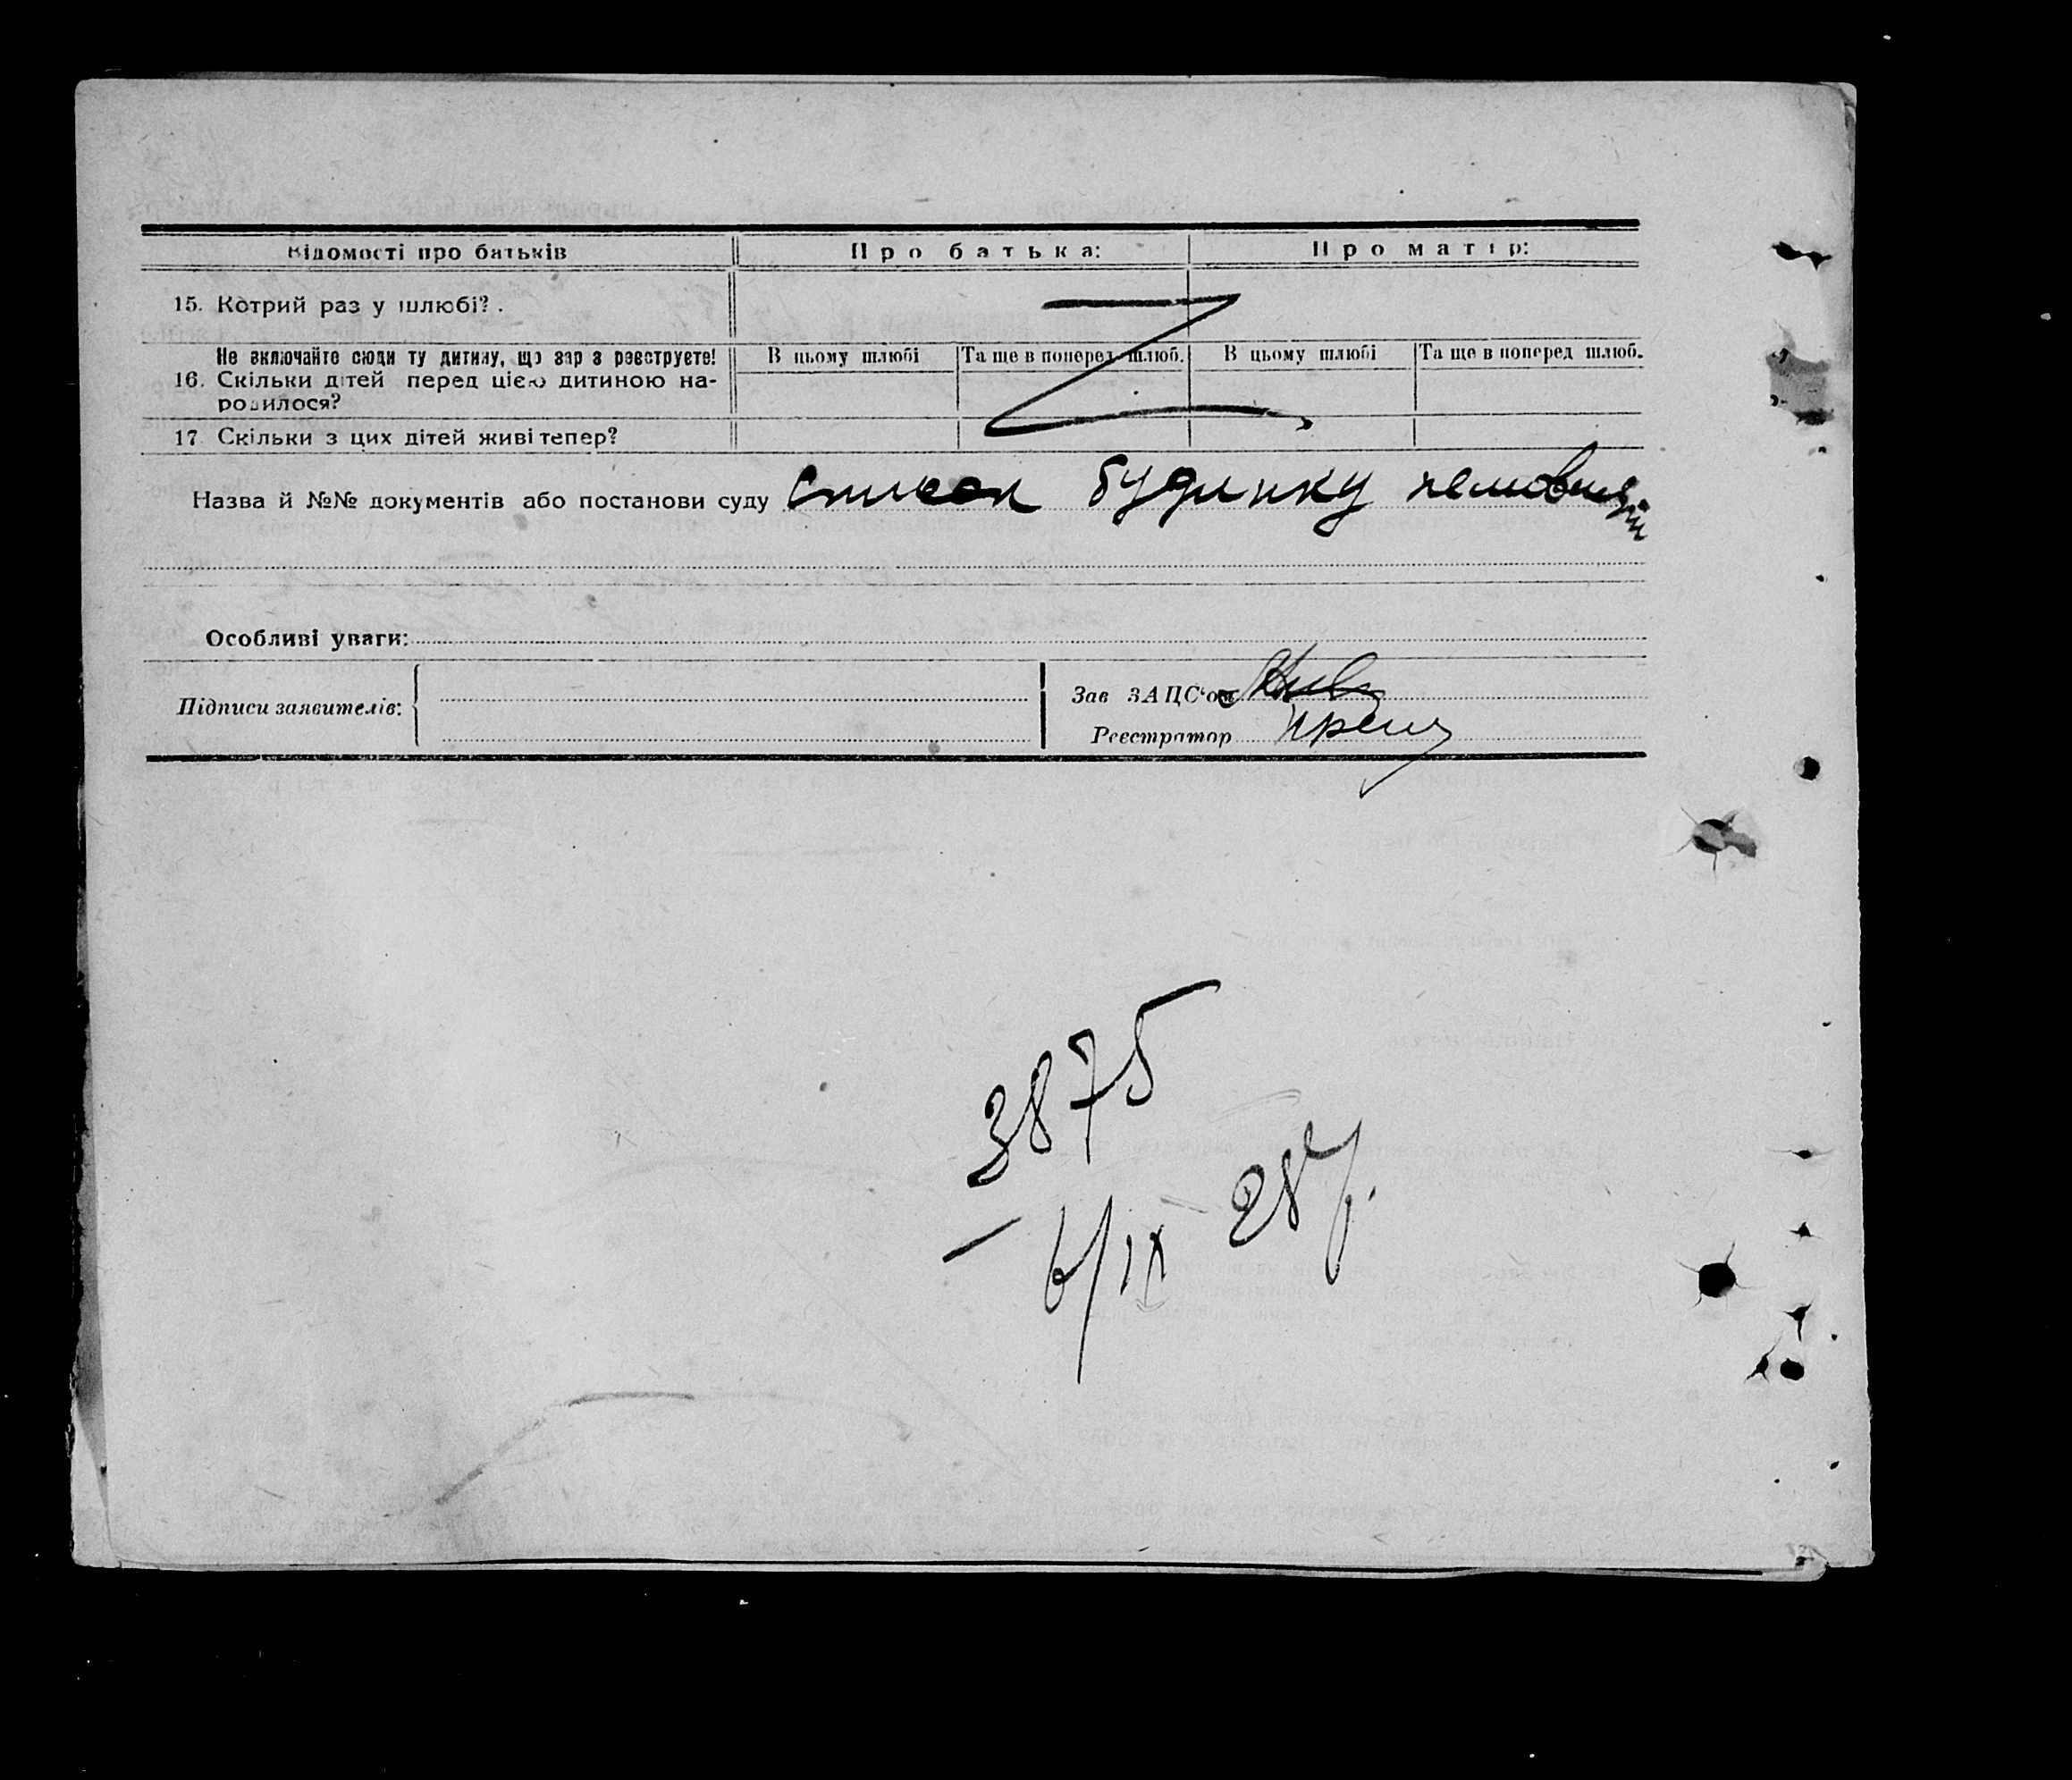 Відомості про батьків Про батька: Про матір:
15. Котрий раз у шлюбі?.
Не включайте сюди ту дитину, що зараз реєструєте! В цьому шлюбі Та ще в поперед. шлюб. В цьому шлюбі Та ще в поперед шлюб.
16. Скільки дітей перед цією дитиною на-
родилося?
17 Скільки з цих дітей живі тепер?
Назва й №№ документів або постанови суду список будинку немовлят
Особливі уваги:
Зав ЗАЦС'ом
Підписи заявителів:
Реєстратор
3875
6/IX 28 р.